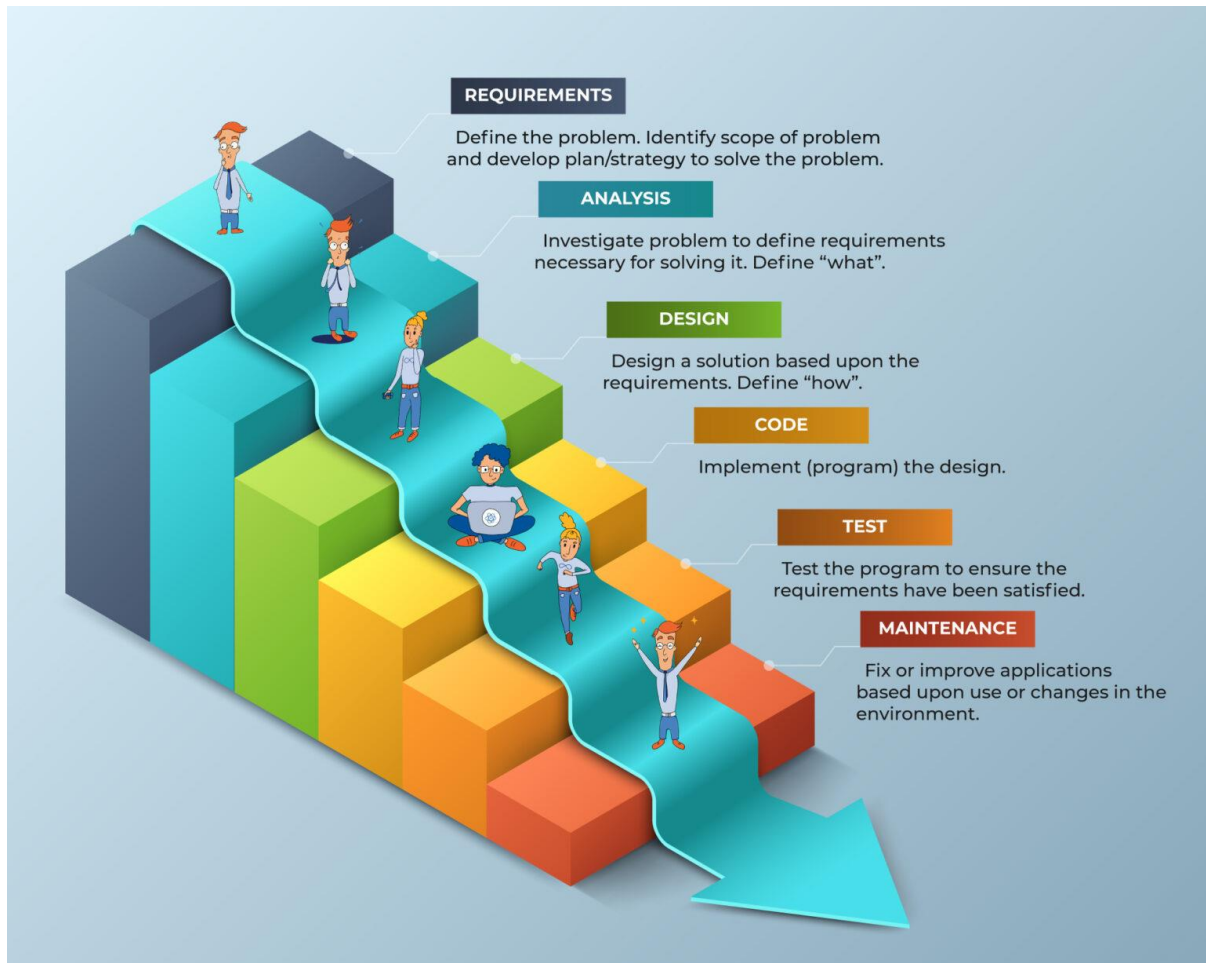 REQUIREMENTS
Define the problem. Identify scope of problem
and develop plan/strategy to solve the problem.
ANALYSIS
Investigate problem to define requirements
necessary for solving it. Define “what”.
DESIGN
Design a solution based upon the
requirements. Define “how”.
CODE
Implement (program) the design.
TEST
Test the program to ensure the
requirements have been satisfied.
MAINTENANCE
Fix or improve applications
based upon use or changes in the
environment.